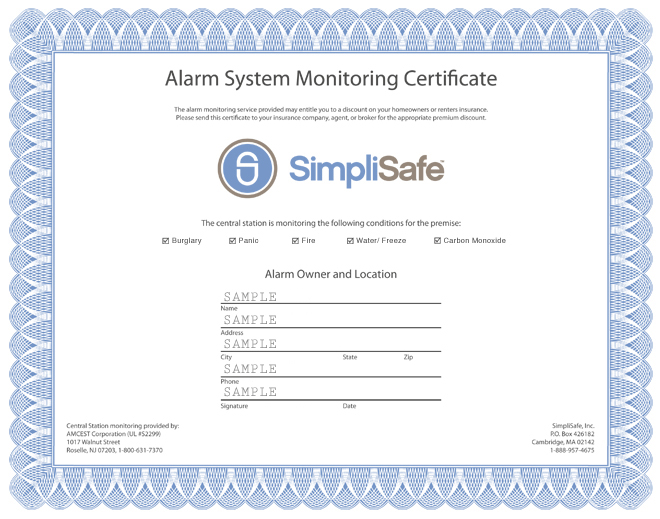 Alarm System Monitoring Certificate
The alarm monitoring service provided may entitle you to a discount on your homeowners or renters insurance.
Please send this certificate to your insurance company, agent, or broker for the appropriate premium discount.
SimpliSafe™
The central station is monitoring the following conditions for the premise:
☑ Burglary ☑ Panic ☑ Fire ☑ Water/ Freeze ☑ Carbon Monoxide
Alarm Owner and Location
SAMPLE
Name
SAMPLE
Address
SAMPLE
City State Zip
SAMPLE
Phone
SAMPLE
Signature Date
Central Station monitoring provided by:
AMCEST Corporation (UL #S2299)
1017 Walnut Street
Roselle, NJ 07203, 1-800-631-7370
SimpliSafe, Inc.
P.O. Box 426182
Cambridge, MA 02142
1-888-957-4675